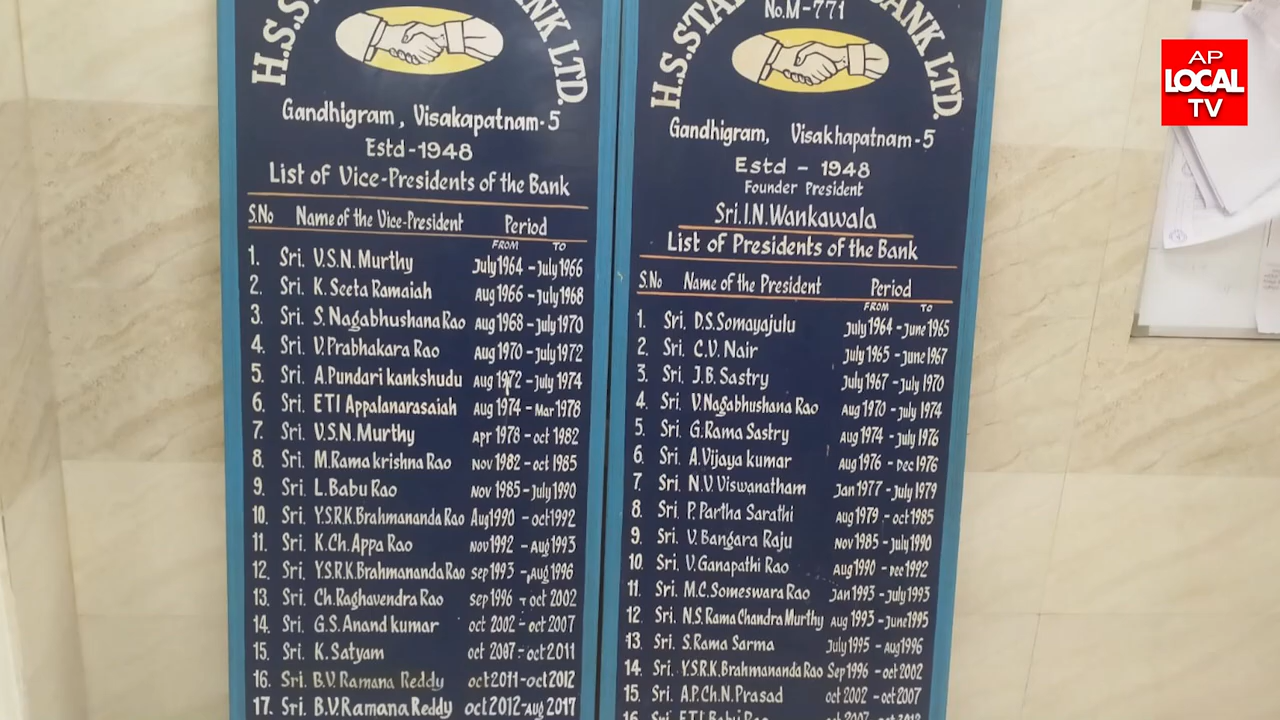 H.S.S BANK LTD.
Gandhigram, Visakapatnam-5
Estd-1948
List of Vice-Presidents of the Bank
S.No Name of the Vice-President Period
FROM TO
1. Sri. V.S.N. Murthy July 1964 - July 1966
2. Sri. K. Seeta Ramaiah Aug 1966 - July 1968
3. Sri. S. Nagabhushana Rao Aug 1968 - July 1970
4. Sri. V. Prabhakara Rao Aug 1970 - July 1972
5. Sri. A. Pundari kankshudu Aug 1972 - July 1974
6. Sri. ETI Appalanarasaiah Aug 1974 - Mar 1978
7. Sri. V.S.N. Murthy Apr 1978 - oct 1982
8. Sri. M. Rama krishna Rao Nov 1982 - oct 1985
9. Sri. L. Babu Rao Nov 1985 - July 1990
10. Sri. Y.S.R.K. Brahmananda Rao Aug 1990 - oct 1992
11. Sri. K. Ch. Appa Rao Nov 1992 - Aug 1993
12. Sri. Y.S.R.K. Brahmananda Rao Sep 1993 - Aug 1996
13. Sri. Ch. Raghavendra Rao Sep 1996 - oct 2002
14. Sri. G.S. Anand kumar oct 2002 - oct 2007
15. Sri. K. Satyam oct 2007 - oct 2011
16. Sri. B.V. Ramana Reddy oct 2011 - oct 2012
17. Sri. B.V. Ramana Reddy oct 2012 - Aug 2017
No. M-771
H.S.STA BANK LTD.
Gandhigram, Visakhapatnam-5
Estd - 1948
Founder President
Sri. I.N. Wankawala
List of Presidents of the Bank
S.No Name of the President Period
FROM TO
1. Sri. D.S. Somayajulu July 1964 - June 1965
2. Sri. C.V. Nair July 1965 - June 1967
3. Sri. J.B. Sastry July 1967 - July 1970
4. Sri. V. Nagabhushana Rao Aug 1970 - July 1974
5. Sri. G. Rama Sastry Aug 1974 - July 1976
6. Sri. A. Vijaya kumar Aug 1976 - Dec 1976
7. Sri. N.V. Viswanatham Jan 1977 - July 1979
8. Sri. P. Partha Sarathi Aug 1979 - oct 1985
9. Sri. V. Bangara Raju Nov 1985 - July 1990
10. Sri. V. Ganapathi Rao Aug 1990 - Dec 1992
11. Sri. M.C. Someswara Rao Jan 1993 - July 1993
12. Sri. N.S. Rama Chandra Murthy Aug 1993 - June 1995
13. Sri. S. Rama Sarma July 1995 - Aug 1996
14. Sri. Y.S.R.K. Brahmananda Rao Sep 1996 - oct 2002
15. Sri. A.P. Ch. N. Prasad oct 2002 - oct 2007
AP
LOCAL
TV